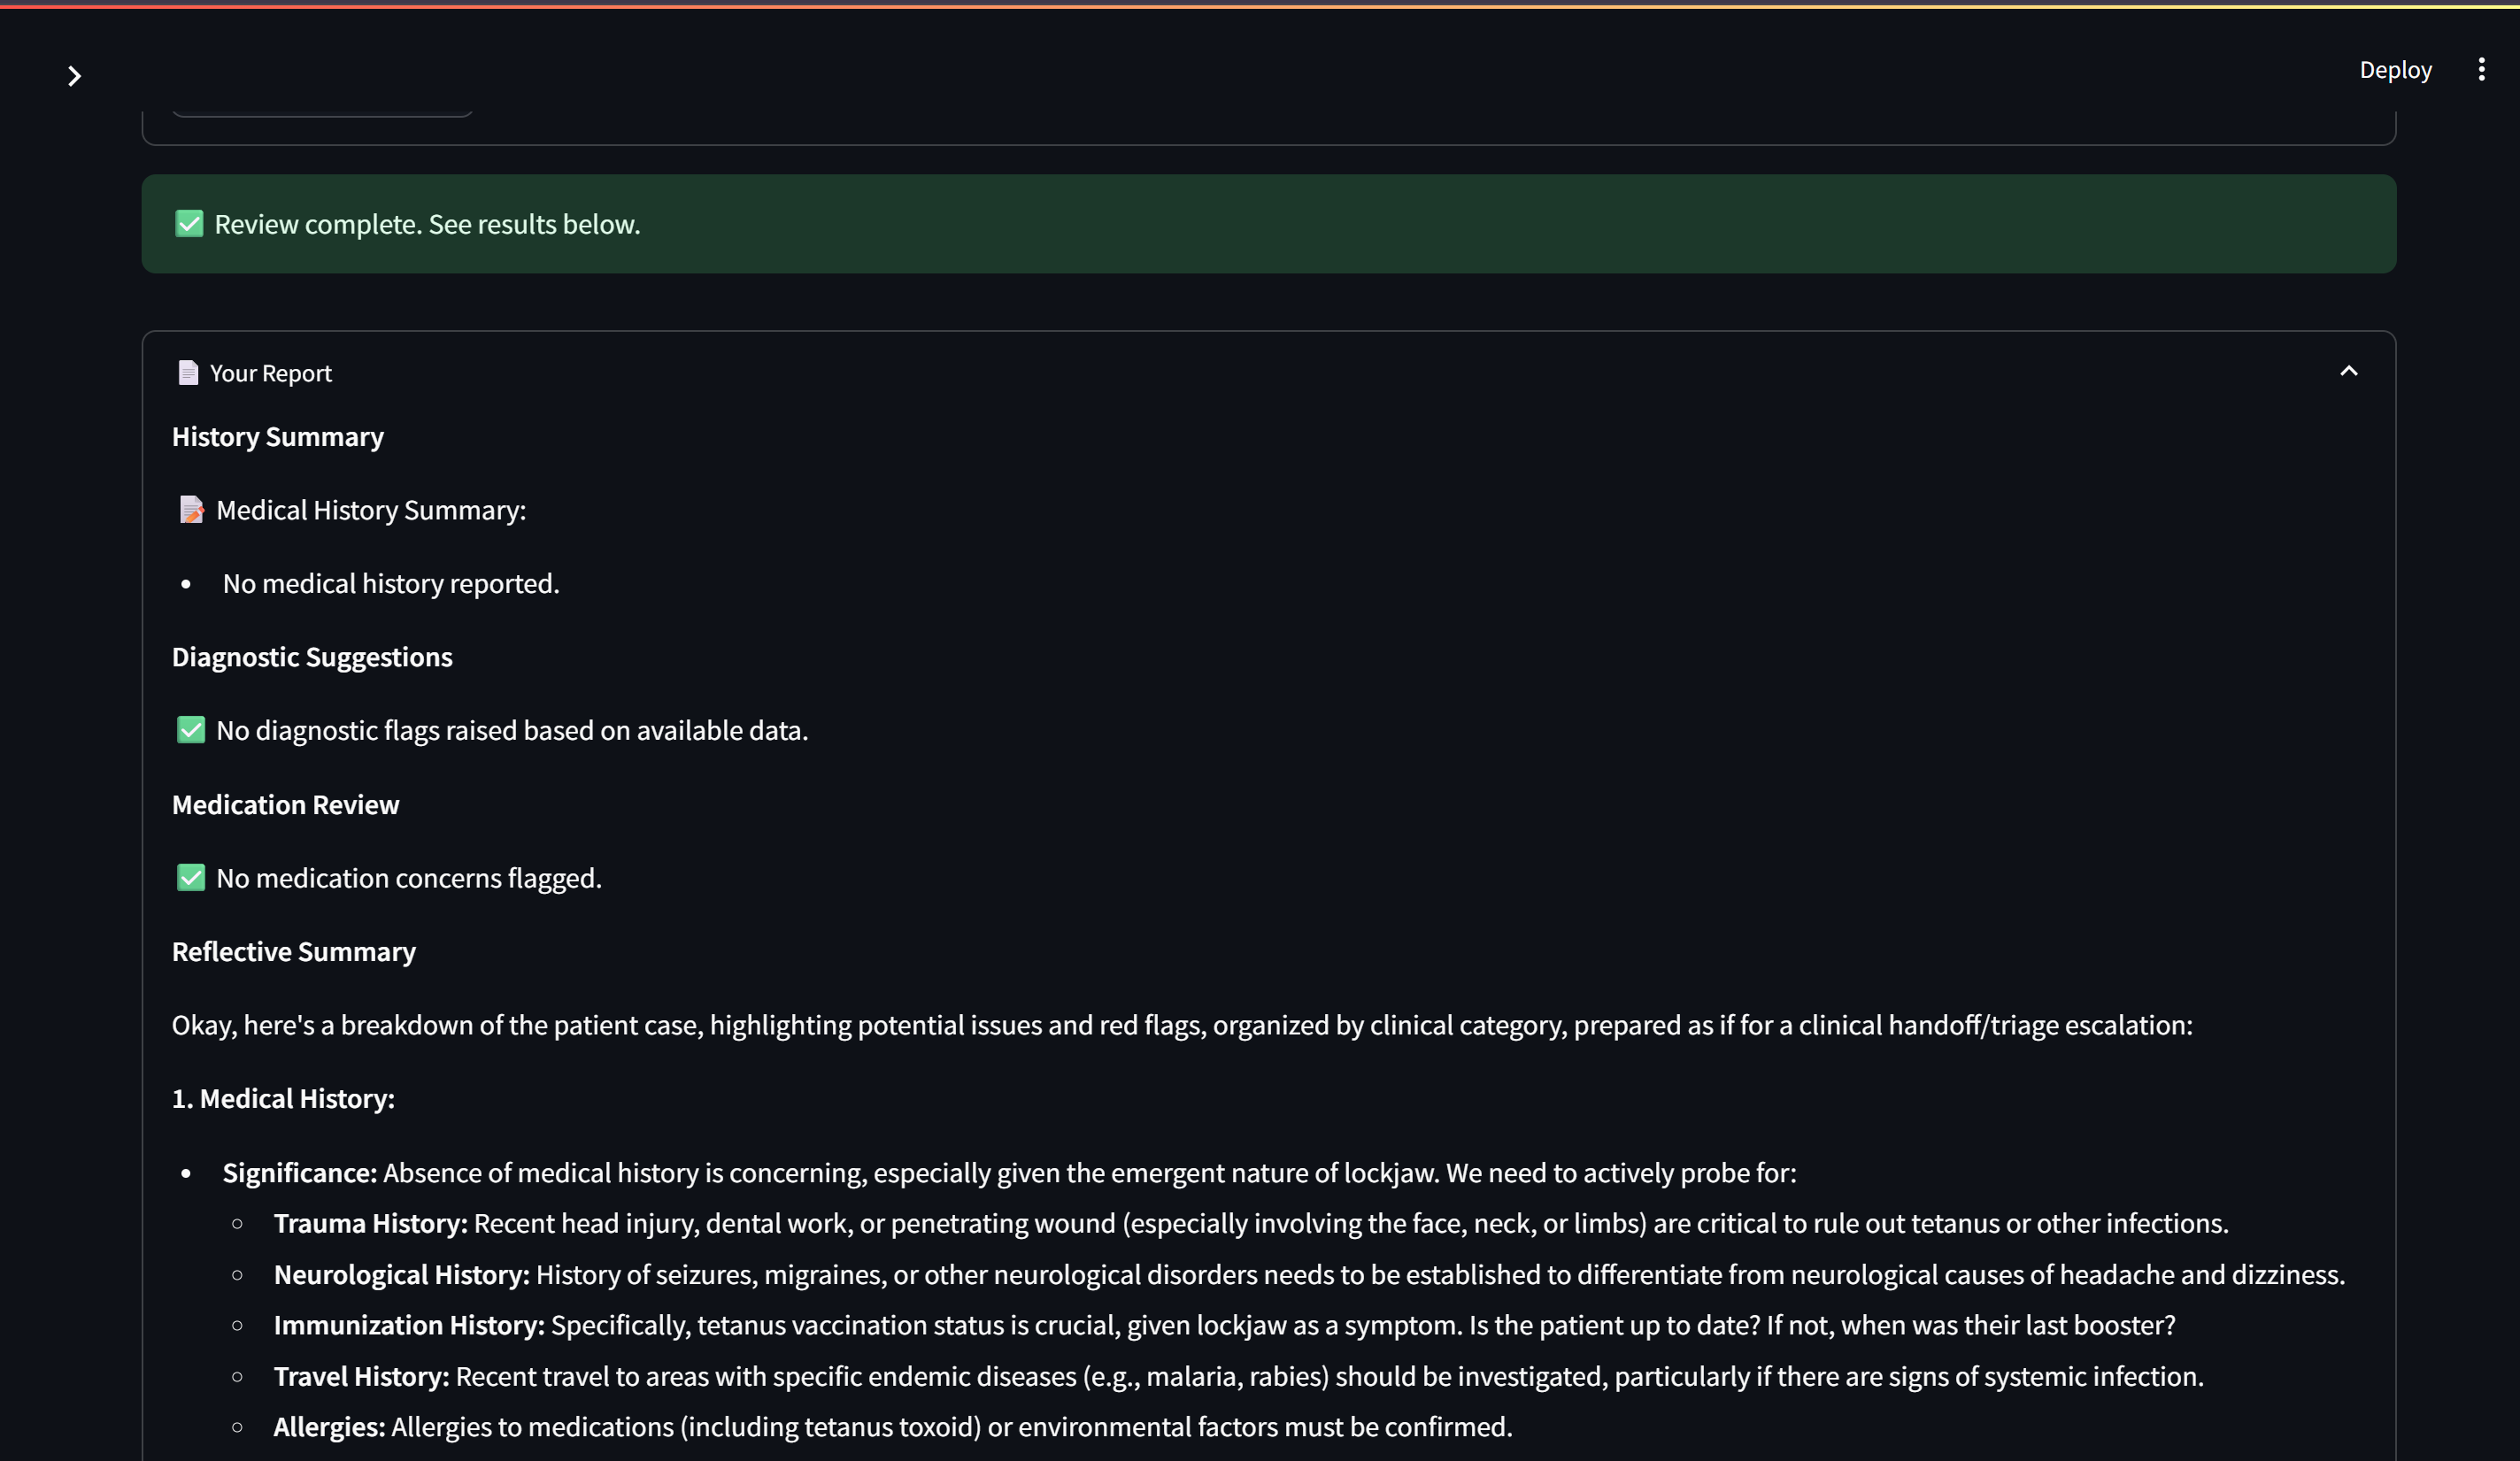 Deploy
✅ Review complete. See results below.
📄 Your Report
History Summary
📝 Medical History Summary:
• No medical history reported.
Diagnostic Suggestions
✅ No diagnostic flags raised based on available data.
Medication Review
✅ No medication concerns flagged.
Reflective Summary
Okay, here's a breakdown of the patient case, highlighting potential issues and red flags, organized by clinical category, prepared as if for a clinical handoff/triage escalation:
1. Medical History:
• Significance: Absence of medical history is concerning, especially given the emergent nature of lockjaw. We need to actively probe for:
○ Trauma History: Recent head injury, dental work, or penetrating wound (especially involving the face, neck, or limbs) are critical to rule out tetanus or other infections.
○ Neurological History: History of seizures, migraines, or other neurological disorders needs to be established to differentiate from neurological causes of headache and dizziness.
○ Immunization History: Specifically, tetanus vaccination status is crucial, given lockjaw as a symptom. Is the patient up to date? If not, when was their last booster?
○ Travel History: Recent travel to areas with specific endemic diseases (e.g., malaria, rabies) should be investigated, particularly if there are signs of systemic infection.
○ Allergies: Allergies to medications (including tetanus toxoid) or environmental factors must be confirmed.